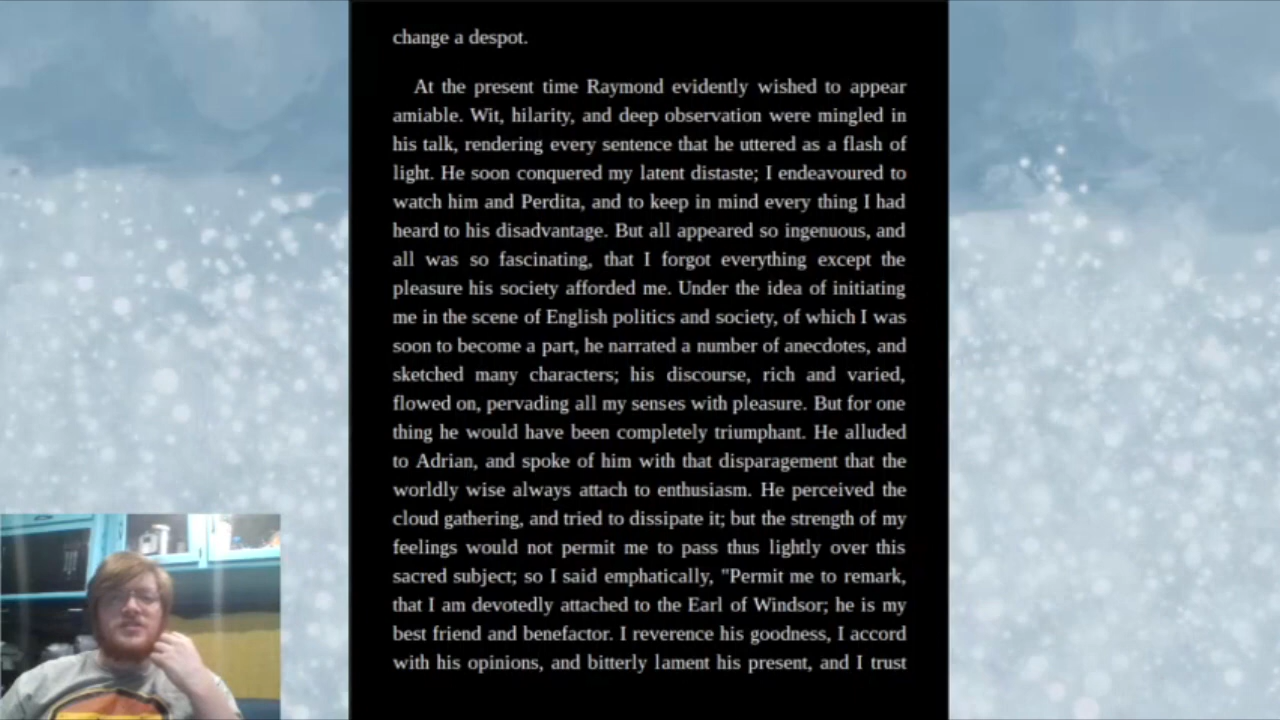 change a despot.
At the present time Raymond evidently wished to appear
amiable. Wit, hilarity, and deep observation were mingled in
his talk, rendering every sentence that he uttered as a flash of
light. He soon conquered my latent distaste; I endeavoured to
watch him and Perdita, and to keep in mind every thing I had
heard to his disadvantage. But all appeared so ingenuous, and
all was so fascinating, that I forgot everything except the
pleasure his society afforded me. Under the idea of initiating
me in the scene of English politics and society, of which I was
soon to become a part, he narrated a number of anecdotes, and
sketched many characters; his discourse, rich and varied,
flowed on, pervading all my senses with pleasure. But for one
thing he would have been completely triumphant. He alluded
to Adrian, and spoke of him with that disparagement that the
worldly wise always attach to enthusiasm. He perceived the
cloud gathering, and tried to dissipate it; but the strength of my
feelings would not permit me to pass thus lightly over this
sacred subject; so I said emphatically, "Permit me to remark,
that I am devotedly attached to the Earl of Windsor; he is my
best friend and benefactor. I reverence his goodness, I accord
with his opinions, and bitterly lament his present, and I trust